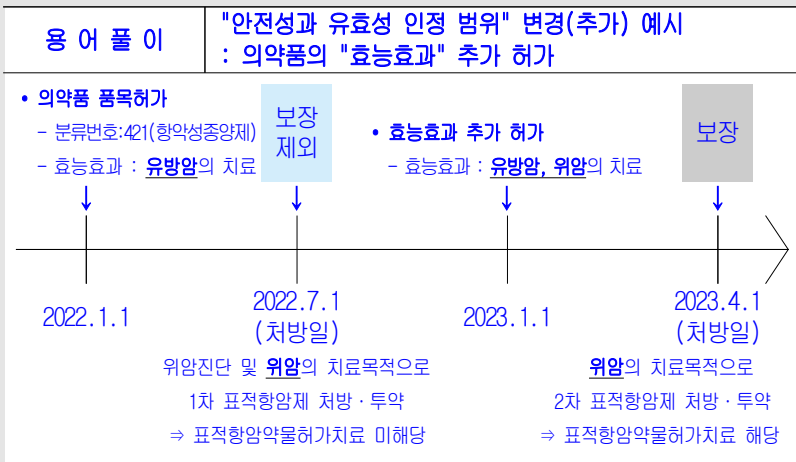 용 어 풀 이
"안전성과 유효성 인정 범위" 변경(추가) 예시
: 의약품의 "효능효과" 추가 허가
• 의약품 품목허가
- 분류번호:421(항악성종양제)
- 효능효과 : 유방암의 치료
보장
제외
• 효능효과 추가 허가
- 효능효과 : 유방암, 위암의 치료
보장
2022.1.1
2022.7.1
(처방일)
2023.1.1
2023.4.1
(처방일)
위암진단 및 위암의 치료목적으로
1차 표적항암제 처방·투약
⇒ 표적항암약물허가치료 미해당
위암의 치료목적으로
2차 표적항암제 처방·투약
⇒ 표적항암약물허가치료 해당